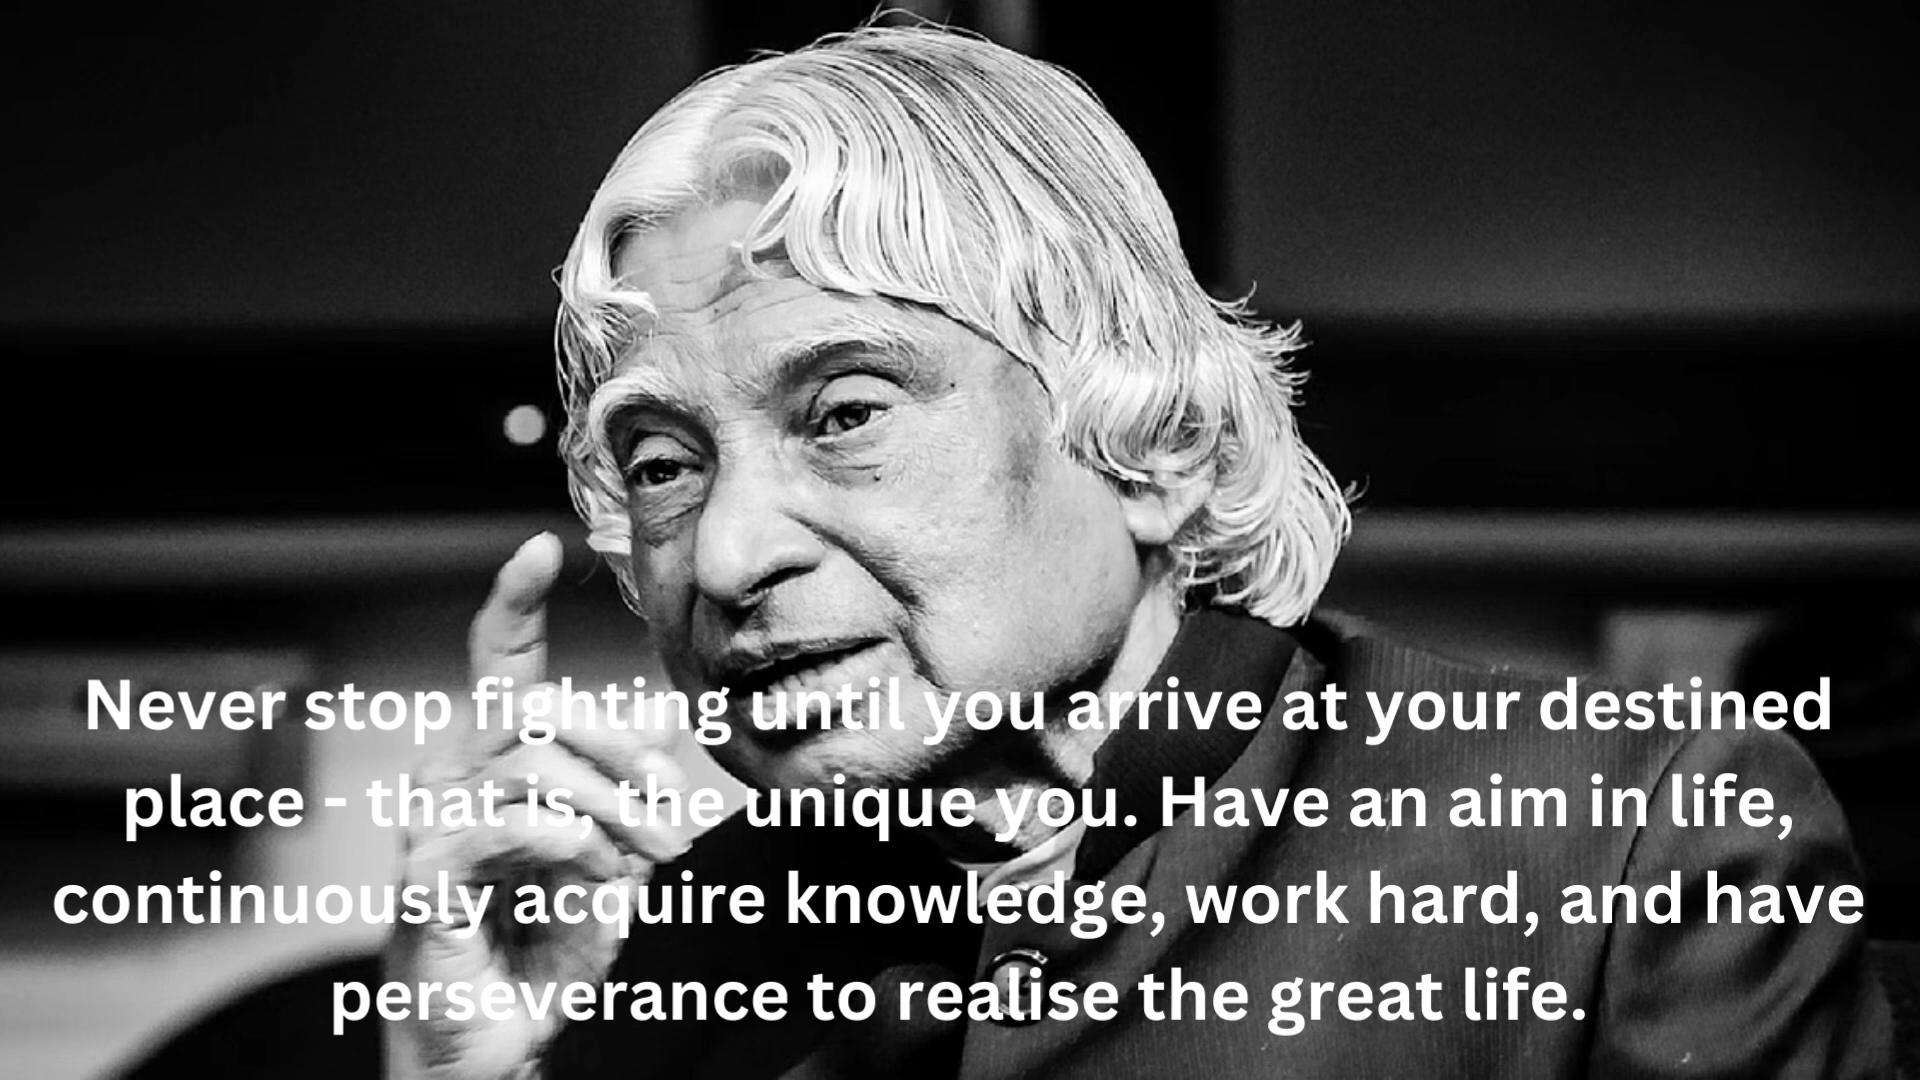 Never stop fighting until you arrive at your destined
place - that is, the unique you. Have an aim in life,
continuously acquire knowledge, work hard, and have
perseverance to realise the great life.